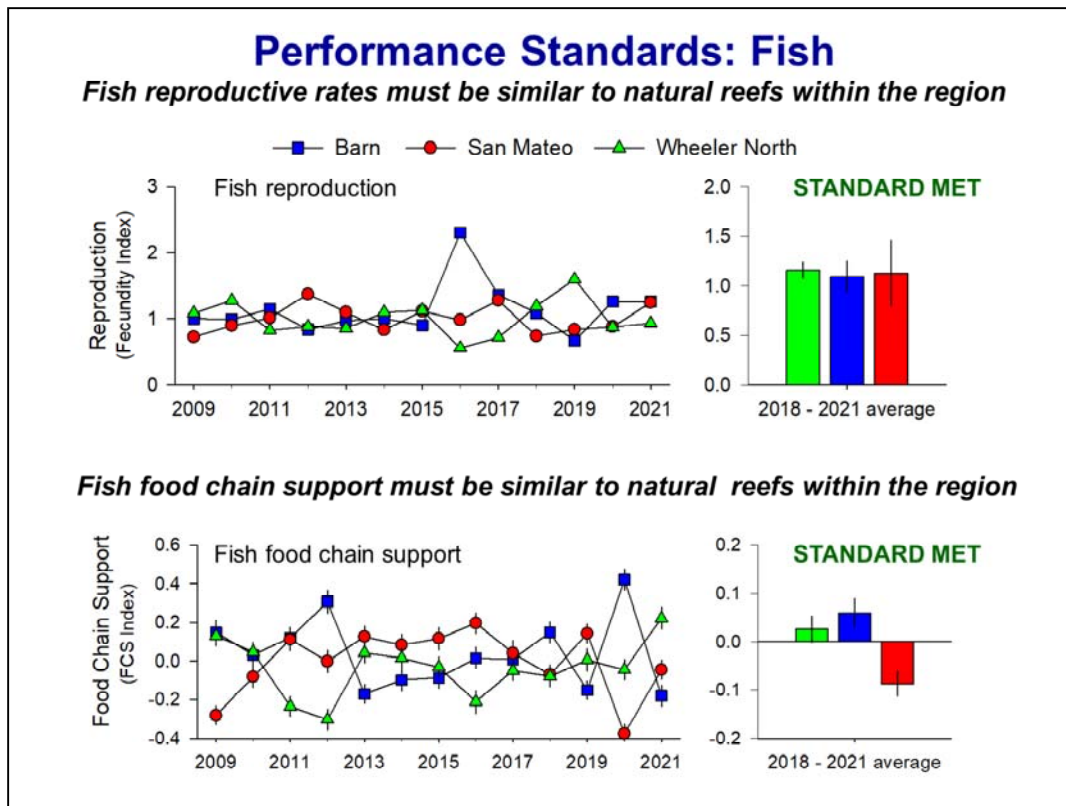 Performance Standards: Fish
Fish reproductive rates must be similar to natural reefs within the region
Barn San Mateo Wheeler North
Fish reproduction
STANDARD MET
Reproduction
(Fecundity Index)
3
2
1
0
2009 2011 2013 2015 2017 2019 2021
2.0
1.5
1.0
0.5
0.0
2018 - 2021 average
Fish food chain support must be similar to natural reefs within the region
Fish food chain support
STANDARD MET
Food Chain Support
(FCS Index)
0.6
0.4
0.2
0.0
-0.2
-0.4
2009 2011 2013 2015 2017 2019 2021
0.2
0.1
0.0
-0.1
-0.2
2018 - 2021 average